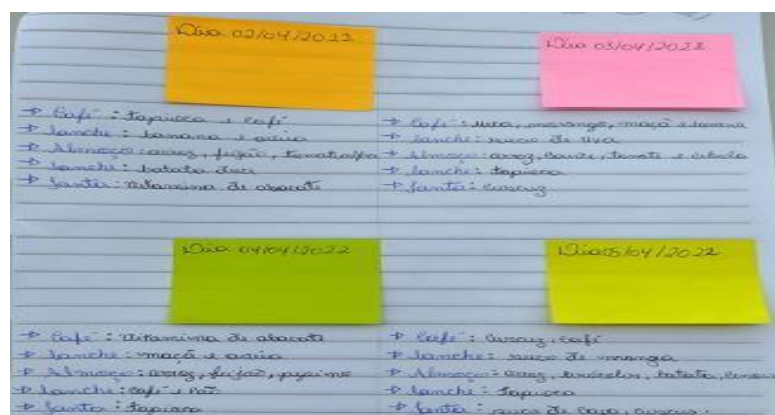 Dia 02/04/2022
→ Café: tapioca e café
→ lanche: banana e aveia
→ Almoço: arroz, feijão, tomate
→ lanche: batata doce
→ Janta: vitamina de abacate
Dia 03/04/2022
→ Café: uva, morango, maçã e banana
→ lanche: suco de uva
→ Almoço: arroz, carne, tomate e cebola
→ lanche: tapioca
→ Janta: cuscuz
Dia 04/04/2022
→ Café: vitamina de abacate
→ lanche: maçã e aveia
→ Almoço: arroz, feijão,
→ lanche: café e pão
→ Janta: tapioca
Dia 05/04/2022
→ Café: cuscuz, café
→ lanche: suco de manga
→ Almoço: arroz, brócolis, batata,
→ lanche: tapioca
→ Janta: suco de caja, cuscuz